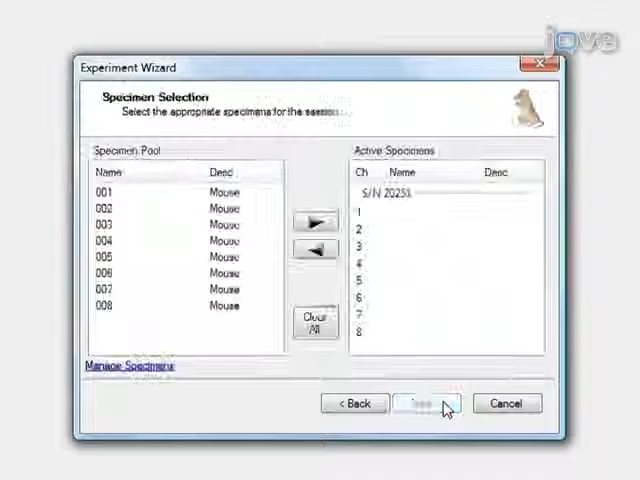 jove
Experiment Wizard
Specimen Selection
Select the appropriate specimens for the session
Specimen Pool
Name Desc
001 Mouse
002 Mouse
003 Mouse
004 Mouse
005 Mouse
006 Mouse
007 Mouse
008 Mouse
Manage Specimens
Clear
All
Active Specimens
Ch Name Desc
S/N 20251
1
2
3
4
5
6
7
8
< Back
Cancel